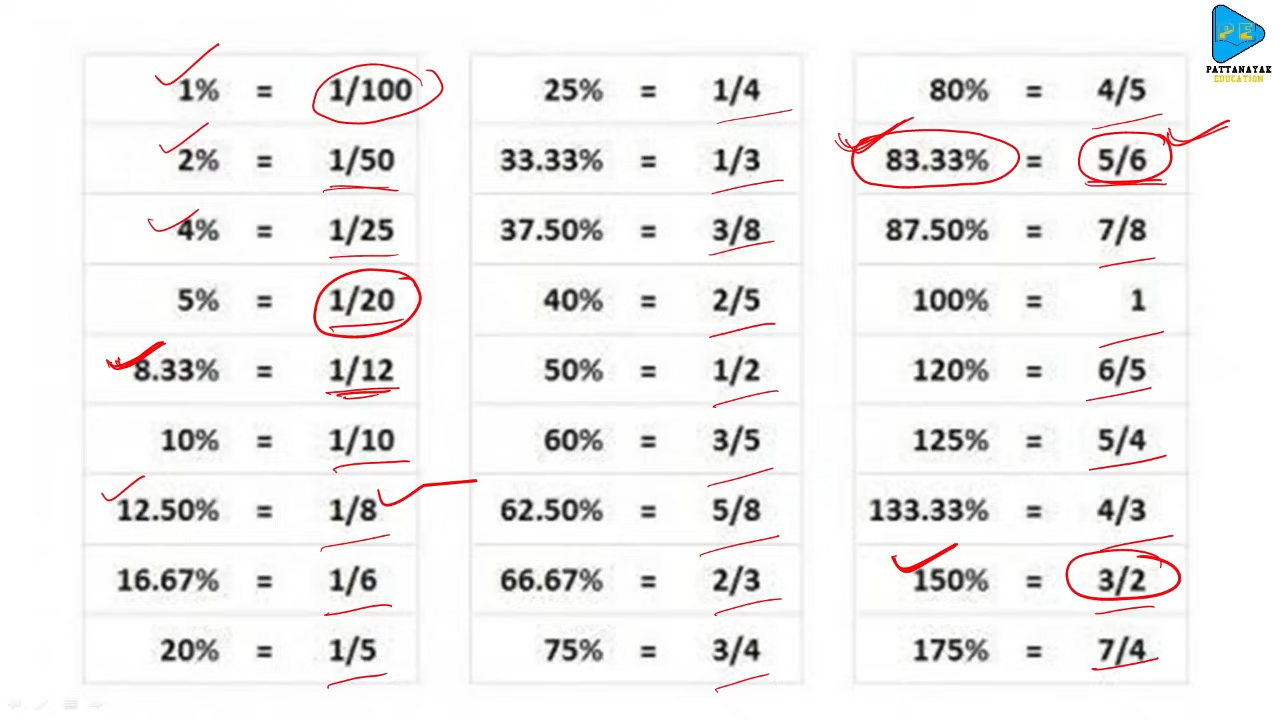 1% = 1/100
2% = 1/50
4% = 1/25
5% = 1/20
8.33% = 1/12
10% = 1/10
12.50% = 1/8
16.67% = 1/6
20% = 1/5
25% = 1/4
33.33% = 1/3
37.50% = 3/8
40% = 2/5
50% = 1/2
60% = 3/5
62.50% = 5/8
66.67% = 2/3
75% = 3/4
80% = 4/5
83.33% = 5/6
87.50% = 7/8
100% = 1
120% = 6/5
125% = 5/4
133.33% = 4/3
150% = 3/2
175% = 7/4
PE
PATTANAYAK
EDUCATION